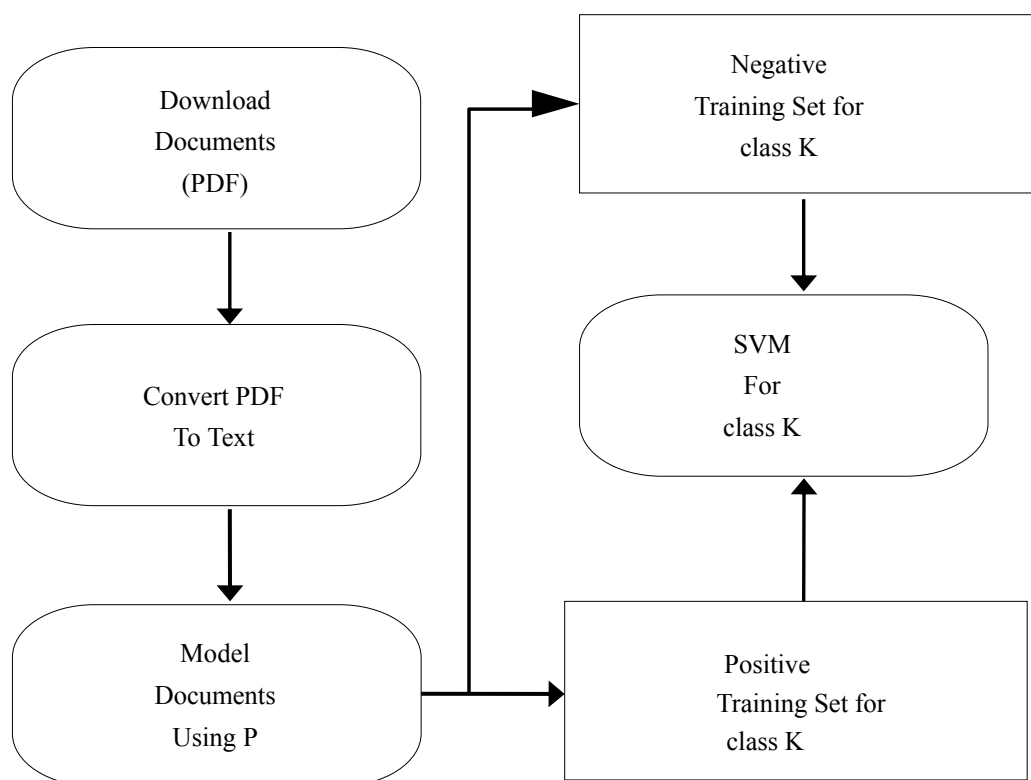 Download
Documents
(PDF)
Convert PDF
To Text
Model
Documents
Using P
Negative
Training Set for
class K
SVM
For
class K
Positive
Training Set for
class K